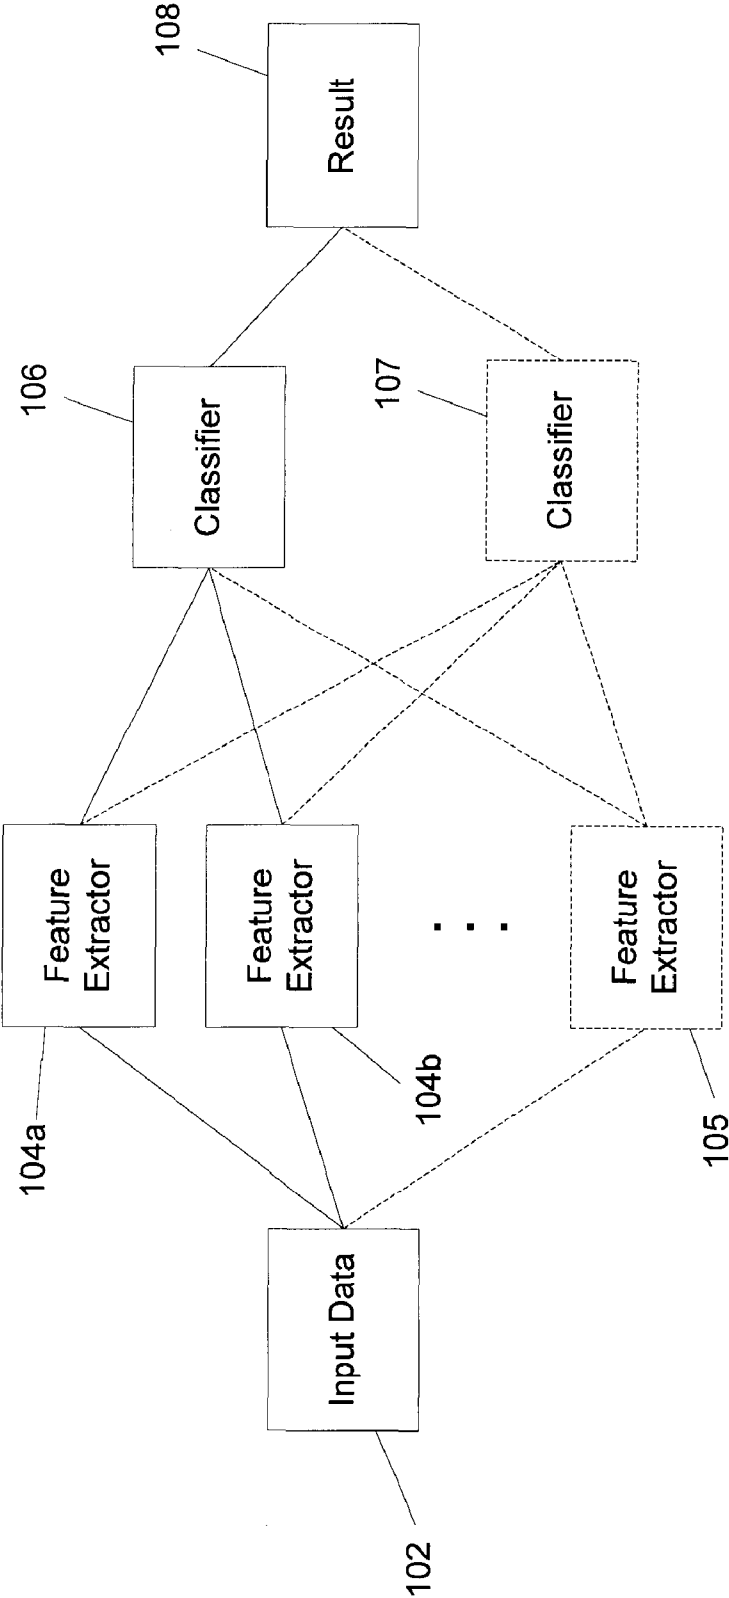 102
Input Data
104a
Feature
Extractor
104b
Feature
Extractor
. . .
105
Feature
Extractor
106
Classifier
107
Classifier
108
Result